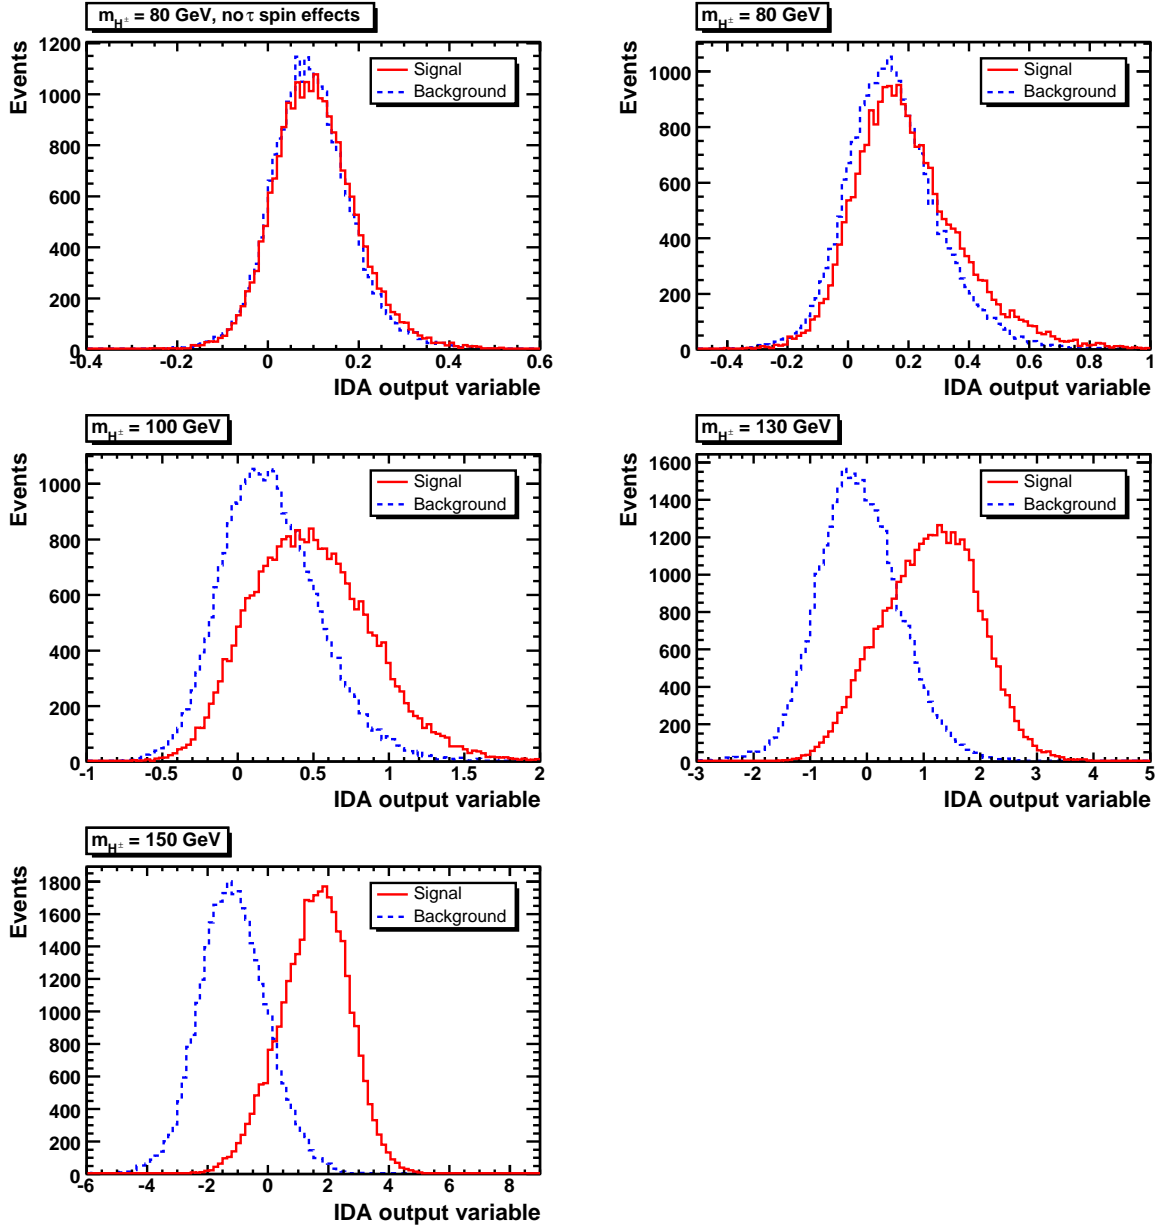 m_H± = 80 GeV, no τ spin effects
Events
1200
1000
800
600
400
200
0
-0.4 -0.2 0 0.2 0.4 0.6
IDA output variable
Signal
Background
m_H± = 80 GeV
Events
1000
800
600
400
200
0
-0.4 -0.2 0 0.2 0.4 0.6 0.8 1
IDA output variable
Signal
Background
m_H± = 100 GeV
Events
1000
800
600
400
200
0
-1 -0.5 0 0.5 1 1.5 2
IDA output variable
Signal
Background
m_H± = 130 GeV
Events
1600
1400
1200
1000
800
600
400
200
0
-3 -2 -1 0 1 2 3 4 5
IDA output variable
Signal
Background
m_H± = 150 GeV
Events
1800
1600
1400
1200
1000
800
600
400
200
0
-6 -4 -2 0 2 4 6 8
IDA output variable
Signal
Background